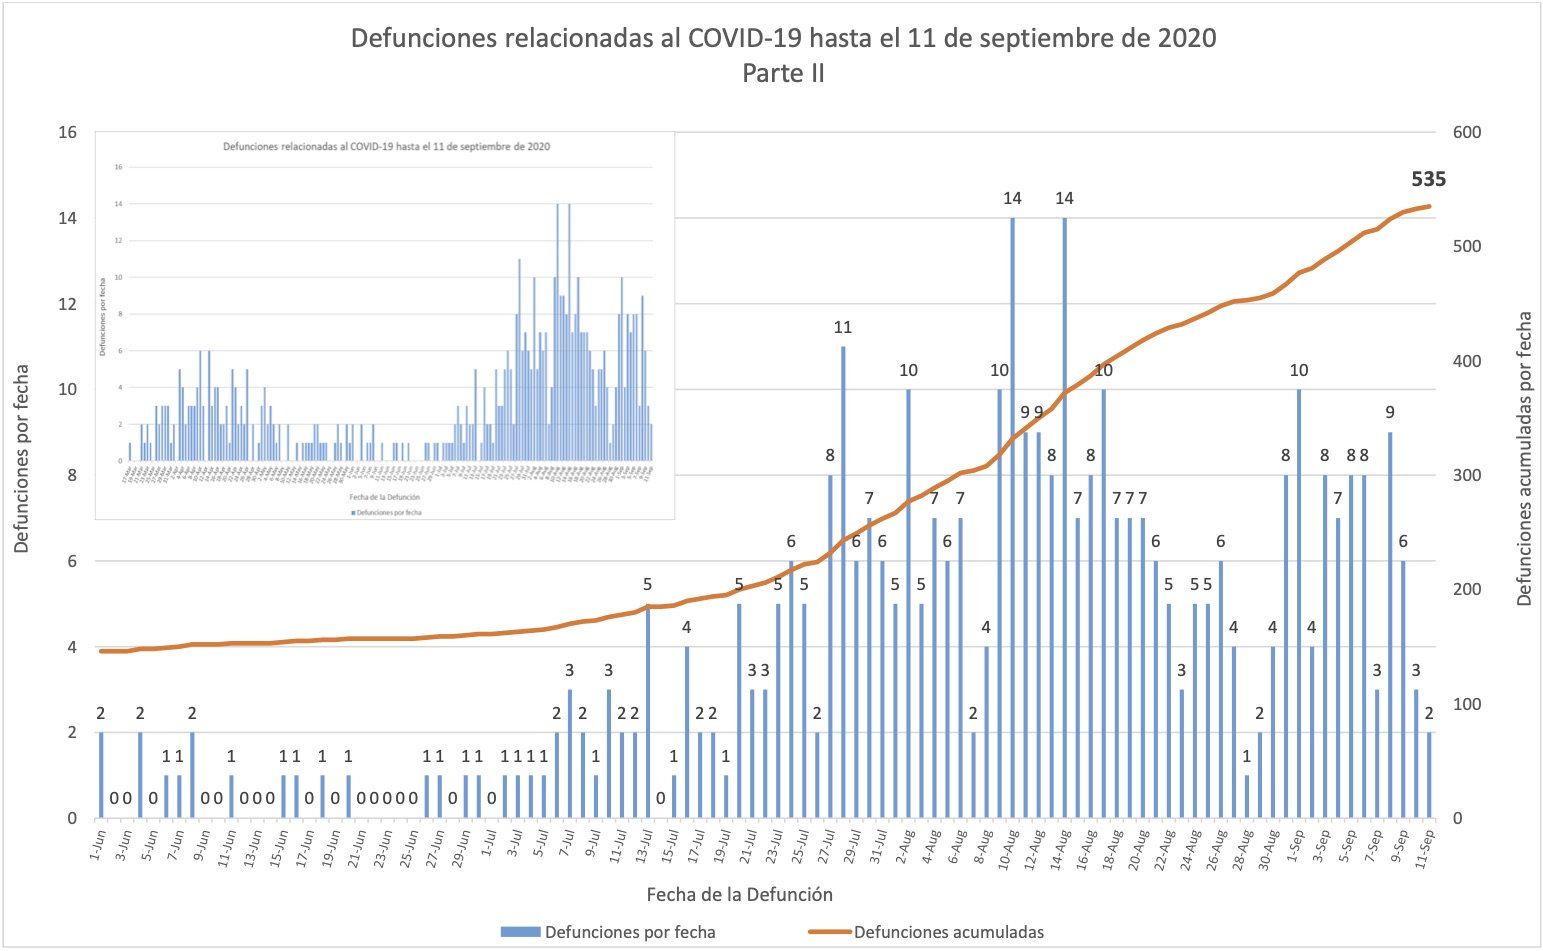 Defunciones relacionadas al COVID-19 hasta el 11 de septiembre de 2020
Parte II
16
14
12
10
8
6
4
2
0
Defunciones por fecha
600
500
400
300
200
100
0
Defunciones acumuladas por fecha
Defunciones relacionadas al COVID-19 hasta el 11 de septiembre de 2020
16
14
12
10
8
6
4
2
0
Defunciones por fecha
Fecha de la Defunción
Defunciones por fecha
535
2 0 0 2 0 1 1 2 0 0 1 0 0 0 1 1 0 1 0 1 0 0 0 0 0 1 1 0 1 1 0 1 1 1 1 2 3 2 1 3 2 2 5 0 1 4 2 2 1 5 3 3 5 6 5 2 8 11 6 7 6 5 10 5 7 6 7 2 4 10 14 9 9 8 14 7 8 10 7 7 7 6 5 3 5 5 6 4 1 2 4 8 10 4 8 7 8 8 3 9 6 3 2
1-Jun 3-Jun 5-Jun 7-Jun 9-Jun 11-Jun 13-Jun 15-Jun 17-Jun 19-Jun 21-Jun 23-Jun 25-Jun 27-Jun 29-Jun 1-Jul 3-Jul 5-Jul 7-Jul 9-Jul 11-Jul 13-Jul 15-Jul 17-Jul 19-Jul 21-Jul 23-Jul 25-Jul 27-Jul 29-Jul 31-Jul 2-Aug 4-Aug 6-Aug 8-Aug 10-Aug 12-Aug 14-Aug 16-Aug 18-Aug 20-Aug 22-Aug 24-Aug 26-Aug 28-Aug 30-Aug 1-Sep 3-Sep 5-Sep 7-Sep 9-Sep 11-Sep
Fecha de la Defunción
Defunciones por fecha
Defunciones acumuladas